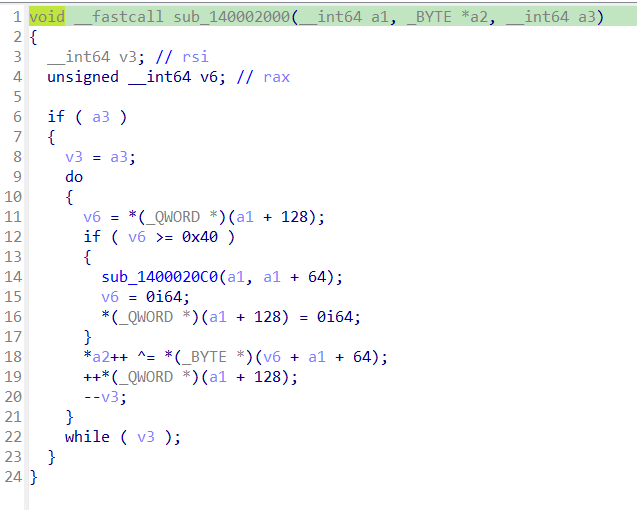 1 void __fastcall sub_140002000(__int64 a1, _BYTE *a2, __int64 a3)
2 {
3   __int64 v3; // rsi
4   unsigned __int64 v6; // rax
5
6   if ( a3 )
7   {
8     v3 = a3;
9     do
10     {
11       v6 = *(_QWORD *)(a1 + 128);
12       if ( v6 >= 0x40 )
13       {
14         sub_1400020C0(a1, a1 + 64);
15         v6 = 0i64;
16         *(_QWORD *)(a1 + 128) = 0i64;
17       }
18       *a2++ ^= *(_BYTE *)(v6 + a1 + 64);
19       ++*(_QWORD *)(a1 + 128);
20       --v3;
21     }
22     while ( v3 );
23   }
24 }